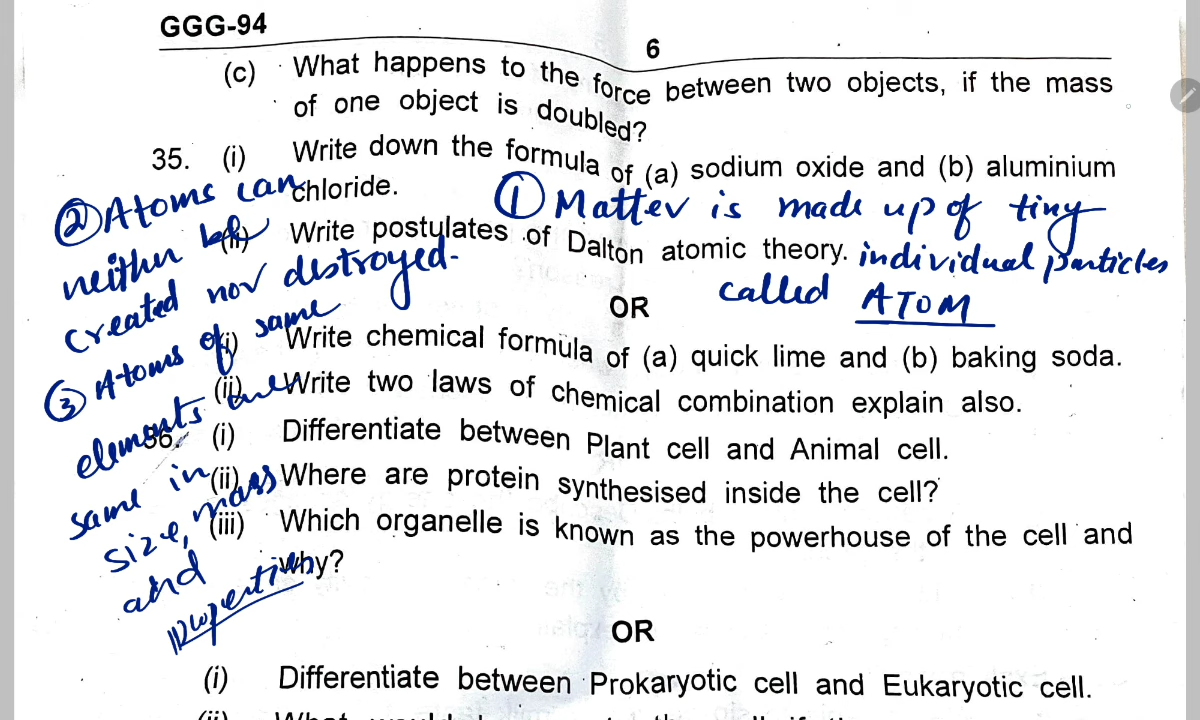 GGG-94
6
(c) What happens to the force between two objects, if the mass
of one object is doubled?
35. (i) Write down the formula of (a) sodium oxide and (b) aluminium
chloride.
① Matter is made up of tiny
individual particles
called ATOM
(ii) Write postulates of Dalton atomic theory.
② Atoms can
neither be
created nor destroyed.
OR
(i) Write chemical formula of (a) quick lime and (b) baking soda.
(ii) Write two laws of chemical combination explain also.
③ Atoms of same
elements are
same in
size, mass
and
properties
36. (i) Differentiate between Plant cell and Animal cell.
(ii) Where are protein synthesised inside the cell?
(iii) Which organelle is known as the powerhouse of the cell and
why?
OR
(i) Differentiate between Prokaryotic cell and Eukaryotic cell.